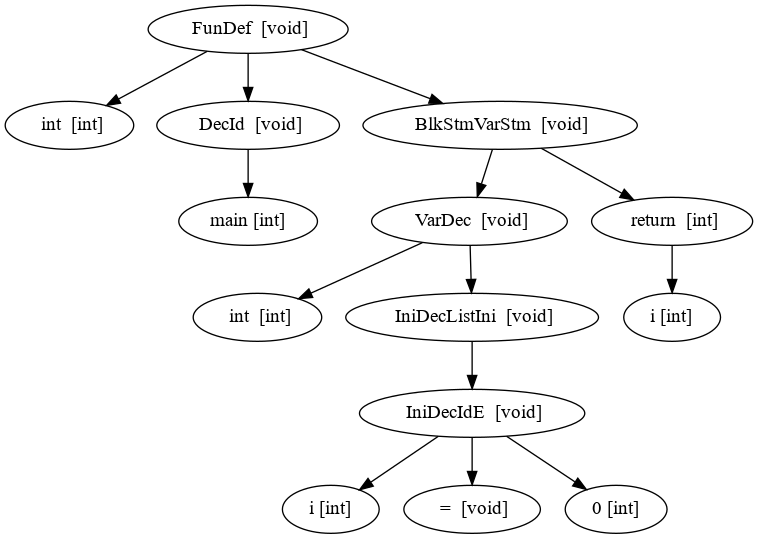 FunDef [void]
int [int]
DecId [void]
BlkStmVarStm [void]
main [int]
VarDec [void]
return [int]
int [int]
IniDecListIni [void]
i [int]
IniDecIdE [void]
i [int]
= [void]
0 [int]